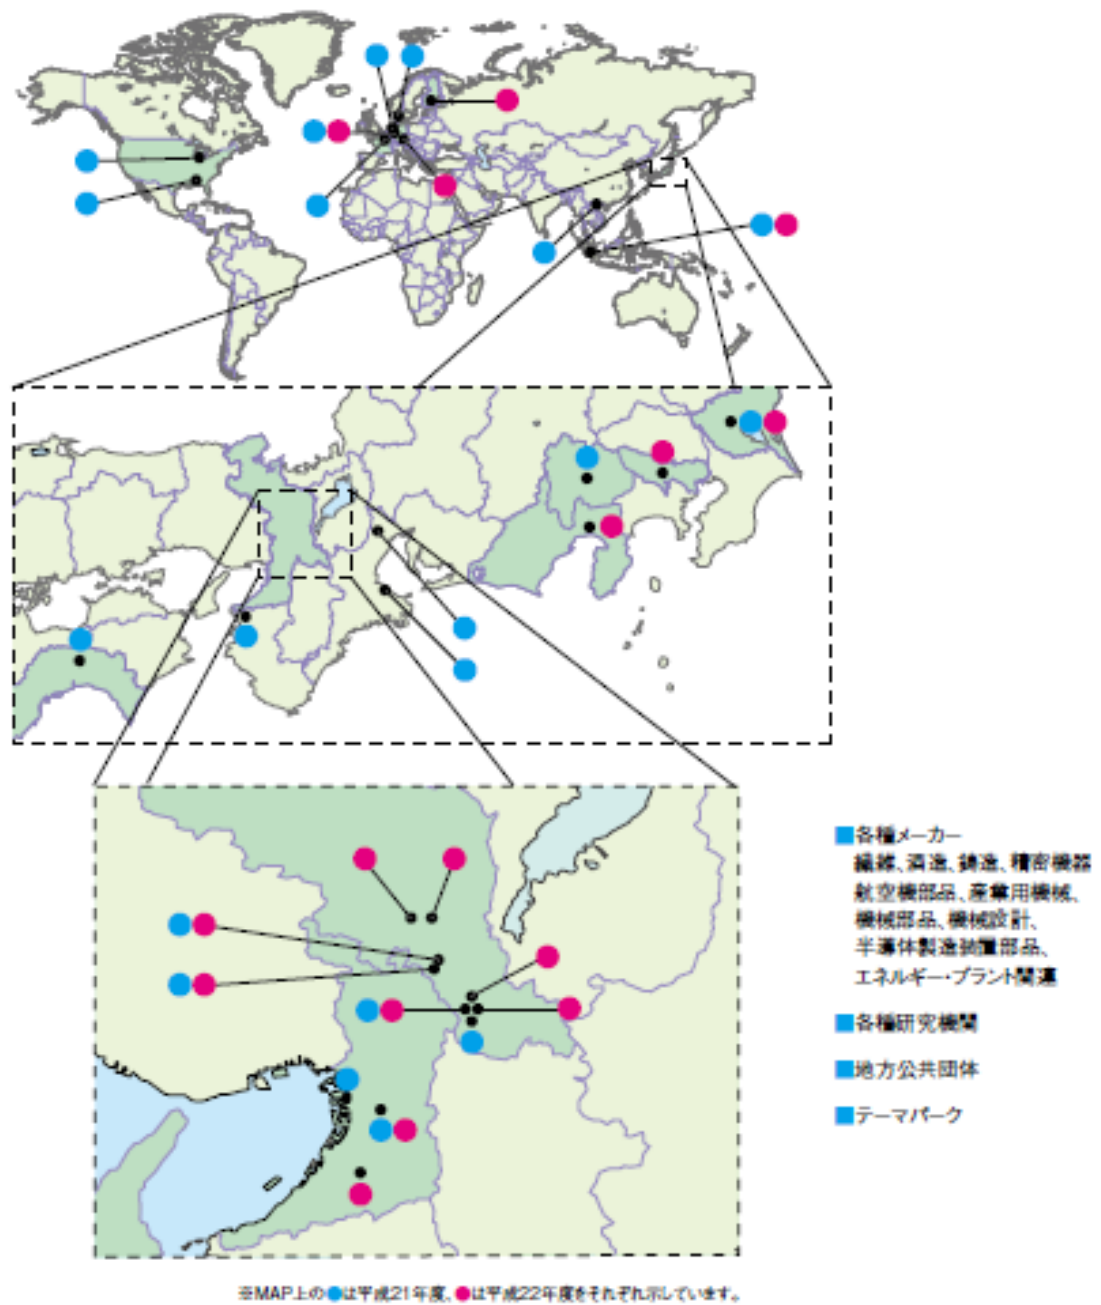 各種メーカー
繊維、酒造、鋳造、精密機器
航空機部品、産業用機械、
機械部品、機械設計、
半導体製造装置部品、
エネルギー・プラント関連
各種研究機関
地方公共団体
テーマパーク
※MAP上の●は平成21年度、●は平成22年度をそれぞれ示しています。